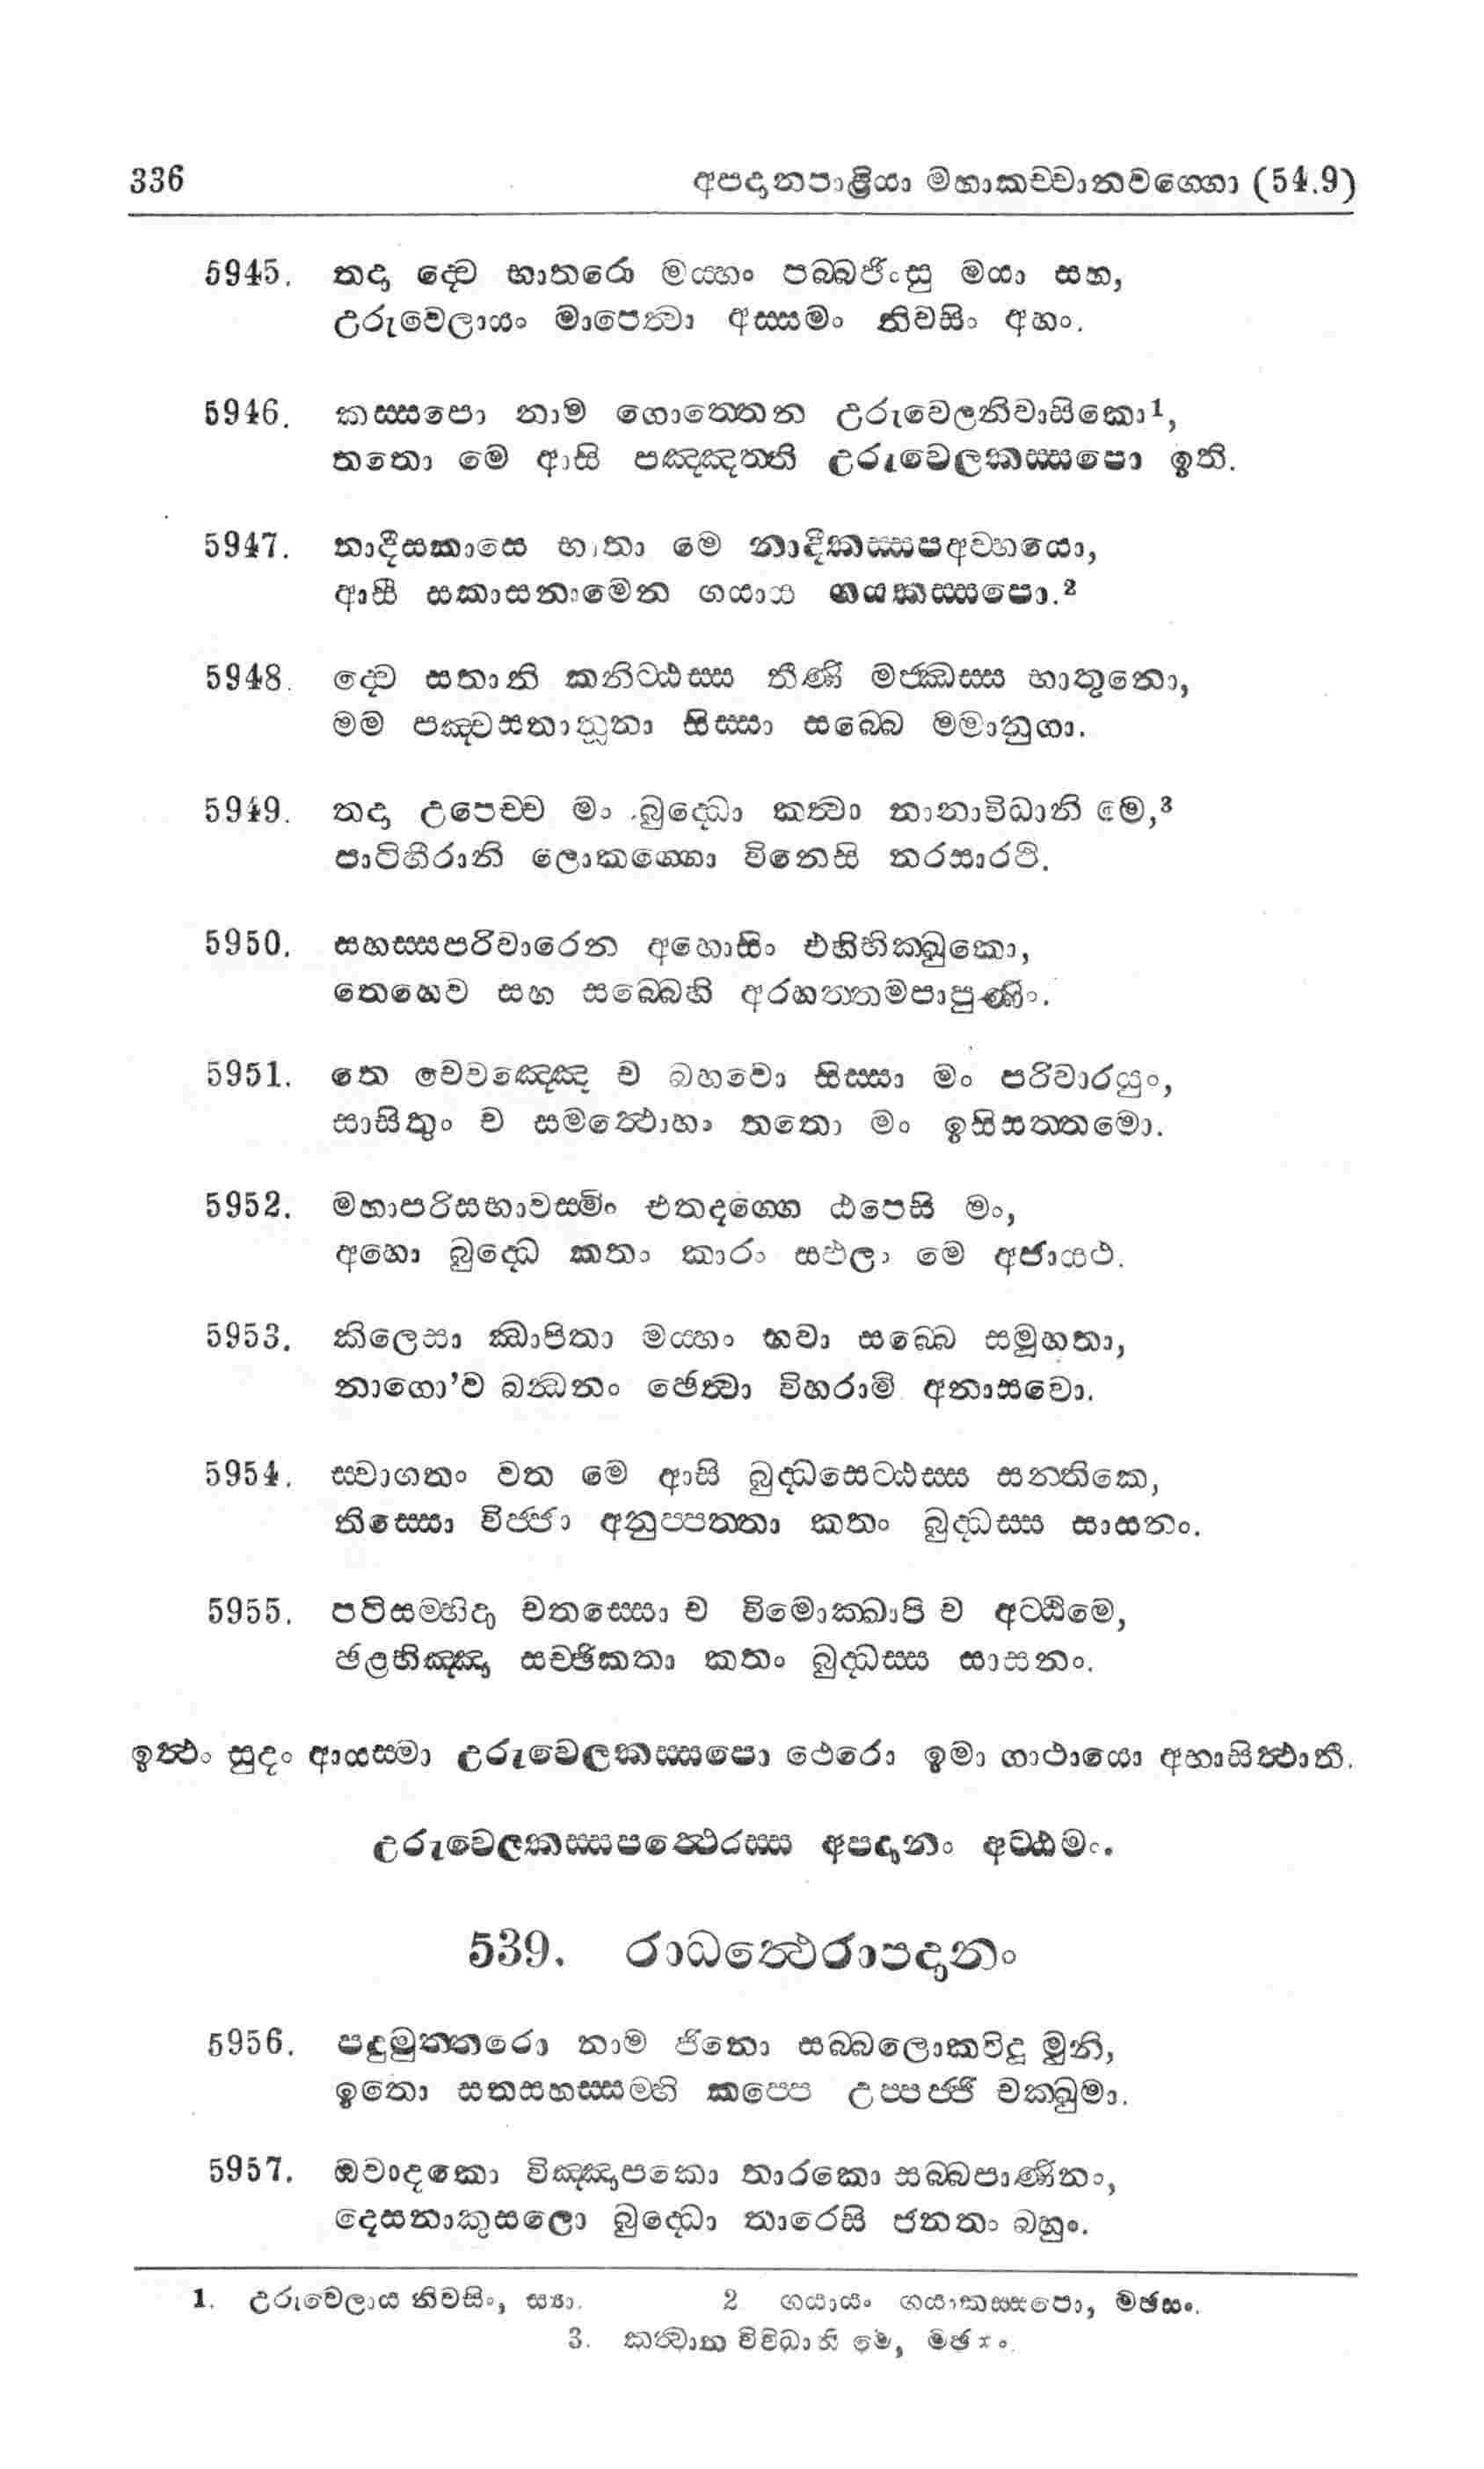 336 අපදානපාළියා මහාකච්චානවග්ගො (54.9)
5945. තදා ද්වෙ භාතරො මය්හං පබ්බජිංසු මයා සහ,
උරුවෙලායං මාපෙත්වා අස්සමං නිවසිං අහං.
5946. කස්සපො නාම ගොත්තෙන උරුවෙලනිවාසිකො1,
තතො මෙ ආසි පඤ්ඤත්ති උරුවෙලකස්සපො ඉති.
5947. නාදීසකාසෙ භාතා මෙ නාදීකස්සපඅව්හයො,
ආසී සකාසනාමෙන ගයාය ගයකස්සපො.2
5948. ද්වෙ සතානි කනිට්ඨස්ස තීණි මජ්ඣස්ස භාතුනො,
මම පඤ්චසතානූනා සිස්සා සබ්බෙ මමානුගා.
5949. තදා උපෙච්ච මං බුද්ධො කත්වා නානාවිධානි මෙ,3
පාටිහීරානි ලොකග්ගො විනෙසි නරසාරථි.
5950. සහස්සපරිවාරෙන අහොසිං එහිභික්ඛුකො,
තෙහෙව සහ සබ්බෙහි අරහත්තමපාපුණිං.
5951. තෙ චෙවඤ්ඤෙ ච බහවො සිස්සා මං පරිවාරයුං,
සාසිතුං ච සමත්ථොහං තතො මං ඉසිසත්තමො.
5952. මහාපරිසභාවස්මිං එතදග්ගෙ ඨපෙසි මං,
අහො බුද්ධෙ කතං කාරං සඵලං මෙ අජායථ.
5953. කිලෙසා ඣාපිතා මය්හං භවා සබ්බෙ සමූහතා,
නාගො'ව බන්ධනං ඡෙත්වා විහරාමි අනාසවො.
5954. ස්වාගතං වත මෙ ආසි බුද්ධසෙට්ඨස්ස සන්තිකෙ,
තිස්සො විජ්ජා අනුප්පත්තා කතං බුද්ධස්ස සාසනං.
5955. පටිසම්භිදා චතස්සො ච විමොක්ඛාපි ච අට්ඨිමෙ,
ඡළභිඤ්ඤා සච්ඡිකතා කතං බුද්ධස්ස සාසනං.
ඉත්ථං සුදං ආයස්මා උරුවෙලකස්සපො ථෙරො ඉමා ගාථායො අභාසිත්ථාති.
උරුවෙලකස්සපත්ථෙරස්ස අපදානං අට්ඨමං.
539. රාධත්ථෙරාපදානං
5956. පදුමුත්තරො නාම ජිනො සබ්බලොකවිදූ මුනි,
ඉතො සතසහස්සම්හි කප්පෙ උප්පජ්ජි චක්ඛුමා.
5957. ඔවාදකො විඤ්ඤාපකො තාරකො සබ්බපාණිනං,
දෙසනාකුසලො බුද්ධො තාරෙසි ජනතං බහුං.
1. උරුවෙලාය නිවසිං, ස්‍යා. 2 ගයායං ගයාකස්සපො, මඡසං.
3. කත්වාන විවිධානි මෙ, මඡසං.